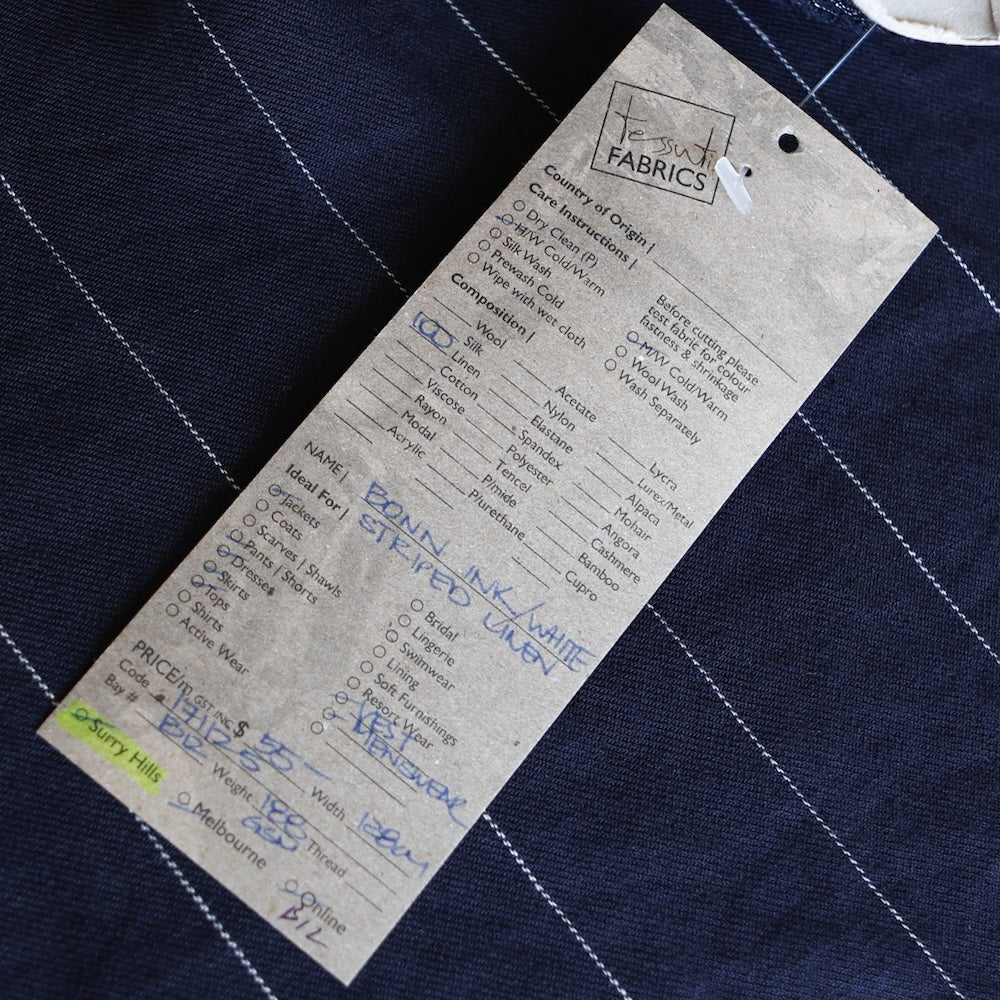 tessuti
FABRICS
Country of Origin |
Care Instructions |
Dry Clean (P)
H/W Cold/Warm
Silk Wash
Prewash Cold
Wipe with wet cloth
Before cutting please
test fabric for colour
fastness & shrinkage
M/W Cold/Warm
Wool Wash
Wash Separately
Composition |
Wool
Silk
100 Linen
Cotton
Viscose
Rayon
Modal
Acrylic
Acetate
Nylon
Elastane
Spandex
Polyester
Tencel
P/mide
P/urethane
Lycra
Lurex/Metal
Alpaca
Mohair
Angora
Cashmere
Bamboo
Cupro
NAME | BONN INK/WHITE
STRIPED LINEN
Ideal For |
Jackets
Coats
Scarves | Shawls
Pants | Shorts
Dresses
Skirts
Tops
Shirts
Active Wear
Bridal
Lingerie
Swimwear
Lining
Soft Furnishings
Resort Wear
VEST
MENSWEAR
PRICE/m GST INC $ 55 –
Code #
Bay #
Weight 188 GSM
Width 138cm
Thread
Surry Hills
Melbourne
Online
B12